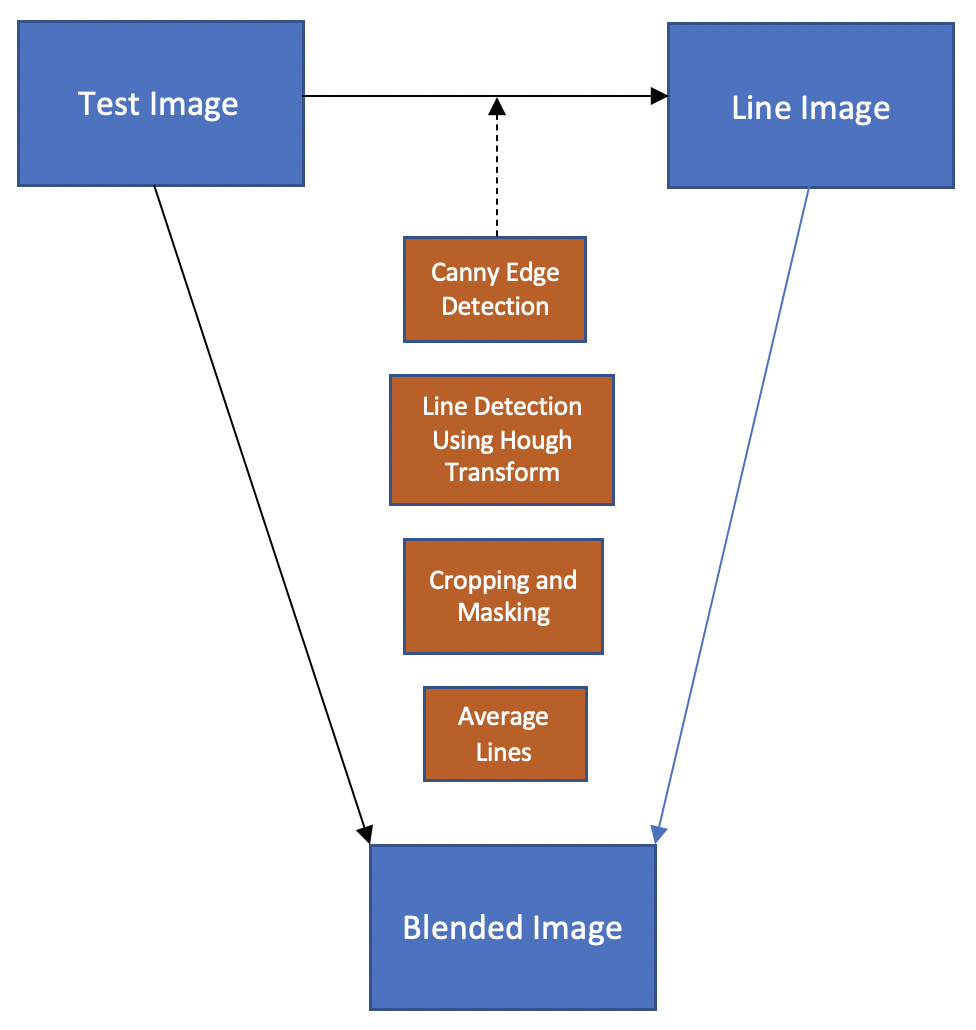 Test Image
Line Image
Canny Edge
Detection
Line Detection
Using Hough
Transform
Cropping and
Masking
Average
Lines
Blended Image